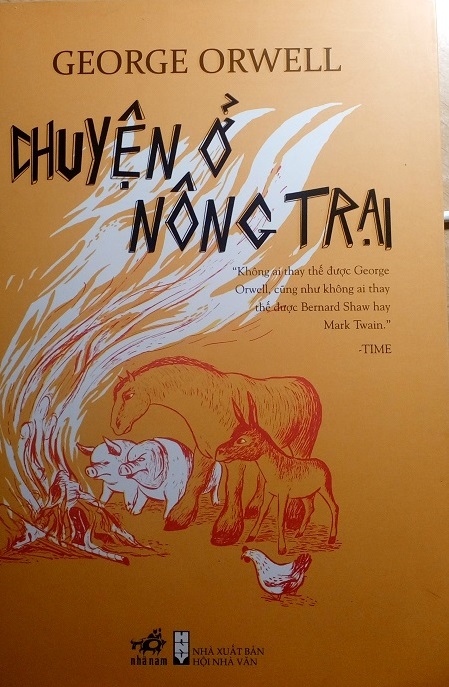 GEORGE ORWELL
CHUYỆN Ở
NÔNG TRẠI
“Không ai thay thế được George
Orwell, cũng như không ai thay
thế được Bernard Shaw hay
Mark Twain.”
-TIME
nhã nam
NHÀ XUẤT BẢN
HỘI NHÀ VĂN